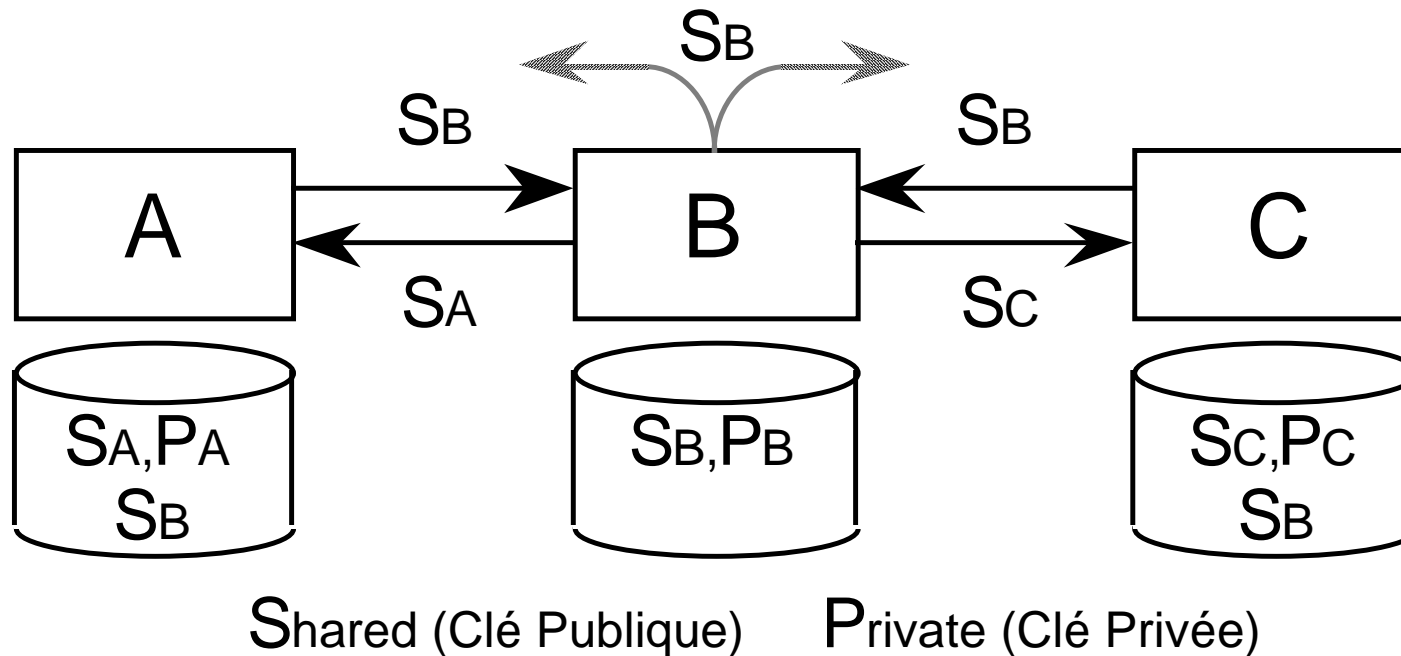 SB
SB
SB
A
B
C
SA
SC
SA,PA
SB,PB
SC,PC
SB
SB
Shared (Clé Publique)
Private (Clé Privée)